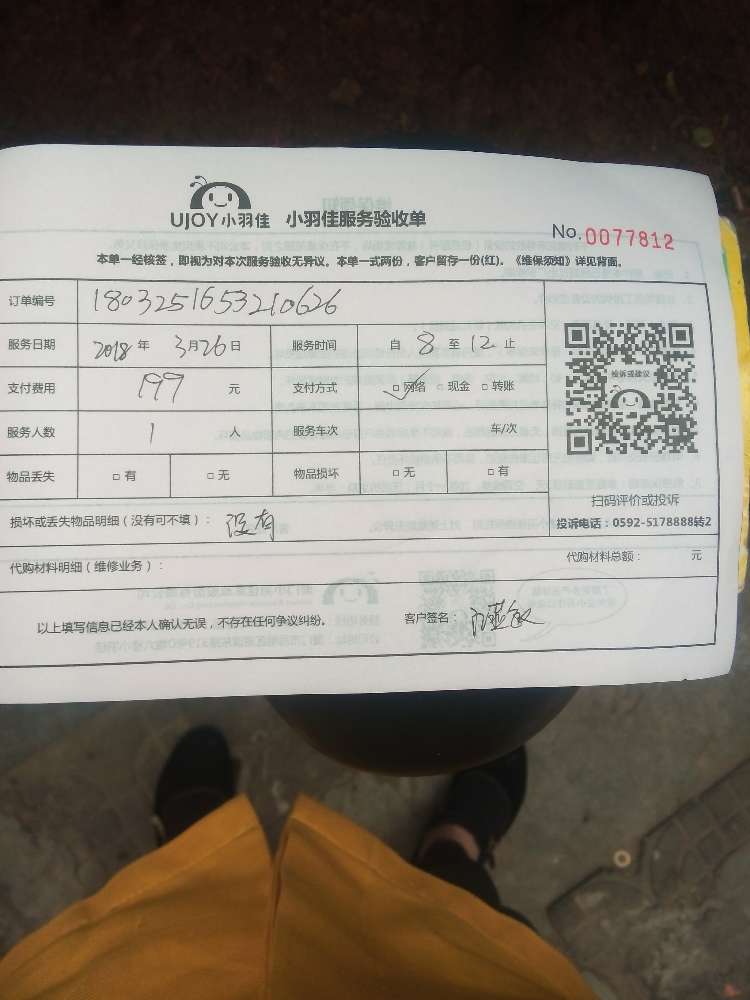 UJOY小羽佳 小羽佳服务验收单
No.0077812
本单一经核签，即视为对本次服务验收无异议。本单一式两份，客户留存一份(红)。《维保须知》详见背面。
订单编号 1803251653210626
服务日期 2018 年 3月26日 服务时间 自 8 至 12 止
支付费用 199 元 支付方式 □网络 □现金 □转账
服务人数 1 人 服务车次 车/次
物品丢失 □有 □无 物品损坏 □无 □有
投诉或建议
扫码评价或投诉
投诉电话：0592-5178888转2
损坏或丢失物品明细（没有可不填）： 没有
代购材料明细（维修业务）： 代购材料总额： 元
以上填写信息已经本人确认无误，不存在任何争议纠纷。 客户签名：